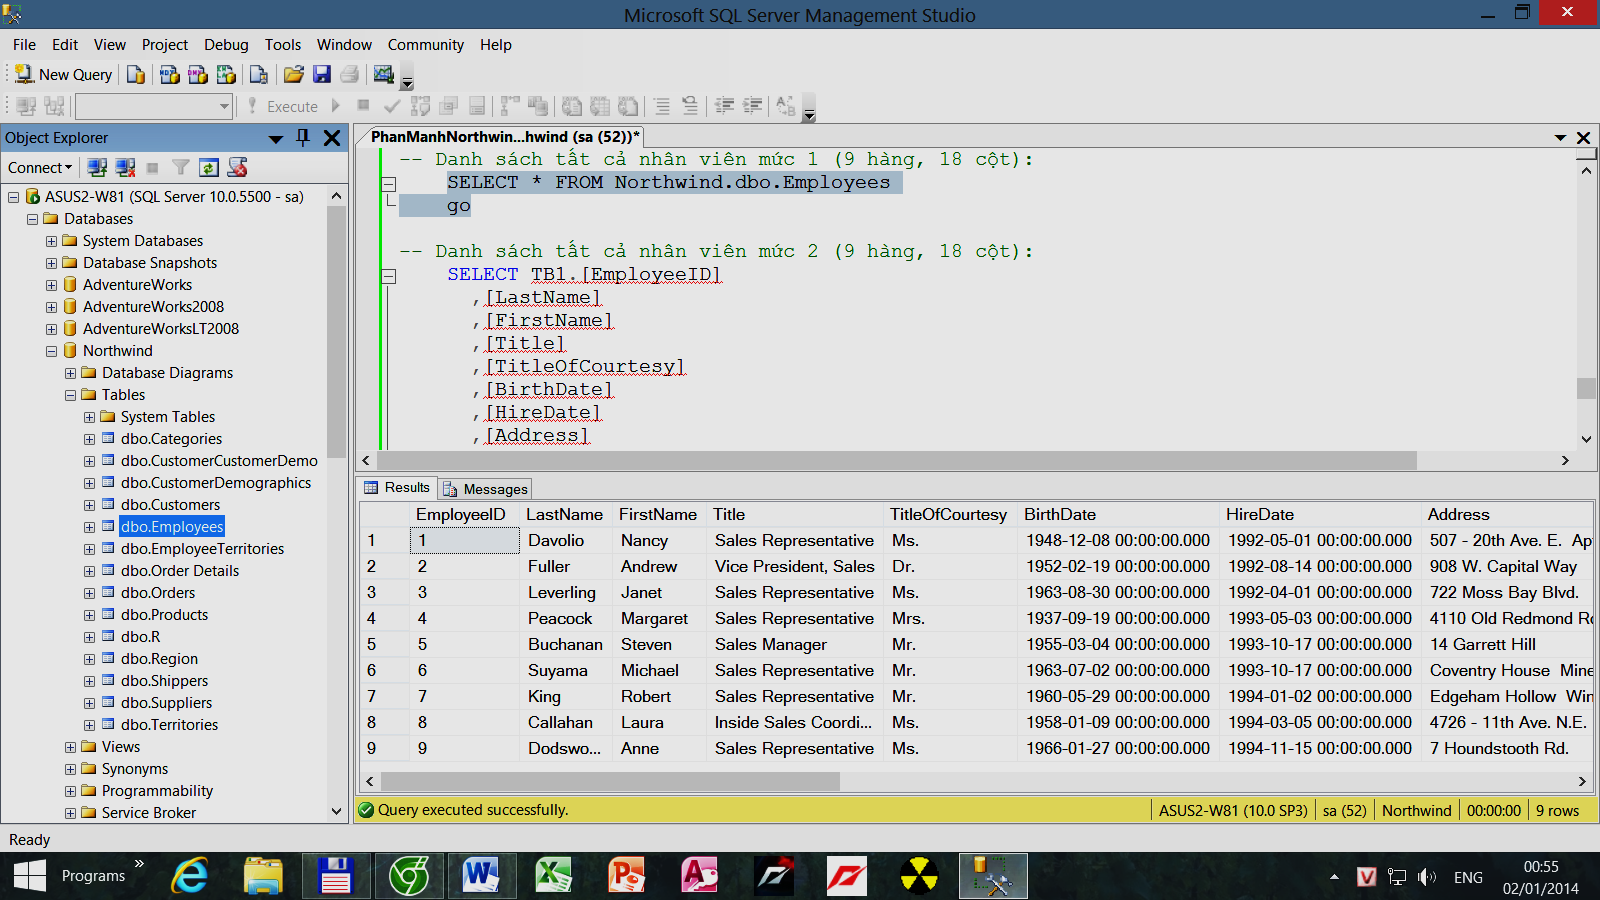 Microsoft SQL Server Management Studio
File Edit View Project Debug Tools Window Community Help
New Query
Execute
Object Explorer
Connect
ASUS2-W81 (SQL Server 10.0.5500 - sa)
Databases
System Databases
Database Snapshots
AdventureWorks
AdventureWorks2008
AdventureWorksLT2008
Northwind
Database Diagrams
Tables
System Tables
dbo.Categories
dbo.CustomerCustomerDemo
dbo.CustomerDemographics
dbo.Customers
dbo.Employees
dbo.EmployeeTerritories
dbo.Order Details
dbo.Orders
dbo.Products
dbo.R
dbo.Region
dbo.Shippers
dbo.Suppliers
dbo.Territories
Views
Synonyms
Programmability
Service Broker
PhanManhNorthwin...hwind (sa (52))*
-- Danh sách tất cả nhân viên mức 1 (9 hàng, 18 cột):
SELECT * FROM Northwind.dbo.Employees
go
-- Danh sách tất cả nhân viên mức 2 (9 hàng, 18 cột):
SELECT TB1.[EmployeeID]
,[LastName]
,[FirstName]
,[Title]
,[TitleOfCourtesy]
,[BirthDate]
,[HireDate]
,[Address]
Results Messages
EmployeeID LastName FirstName Title TitleOfCourtesy BirthDate HireDate Address
1 1 Davolio Nancy Sales Representative Ms. 1948-12-08 00:00:00.000 1992-05-01 00:00:00.000 507 - 20th Ave. E. Ap
2 2 Fuller Andrew Vice President, Sales Dr. 1952-02-19 00:00:00.000 1992-08-14 00:00:00.000 908 W. Capital Way
3 3 Leverling Janet Sales Representative Ms. 1963-08-30 00:00:00.000 1992-04-01 00:00:00.000 722 Moss Bay Blvd.
4 4 Peacock Margaret Sales Representative Mrs. 1937-09-19 00:00:00.000 1993-05-03 00:00:00.000 4110 Old Redmond Ro
5 5 Buchanan Steven Sales Manager Mr. 1955-03-04 00:00:00.000 1993-10-17 00:00:00.000 14 Garrett Hill
6 6 Suyama Michael Sales Representative Mr. 1963-07-02 00:00:00.000 1993-10-17 00:00:00.000 Coventry House Mine
7 7 King Robert Sales Representative Mr. 1960-05-29 00:00:00.000 1994-01-02 00:00:00.000 Edgeham Hollow Win
8 8 Callahan Laura Inside Sales Coordi... Ms. 1958-01-09 00:00:00.000 1994-03-05 00:00:00.000 4726 - 11th Ave. N.E.
9 9 Dodswo... Anne Sales Representative Ms. 1966-01-27 00:00:00.000 1994-11-15 00:00:00.000 7 Houndstooth Rd.
Query executed successfully. ASUS2-W81 (10.0 SP3) sa (52) Northwind 00:00:00 9 rows
Ready
Programs
ENG
00:55
02/01/2014